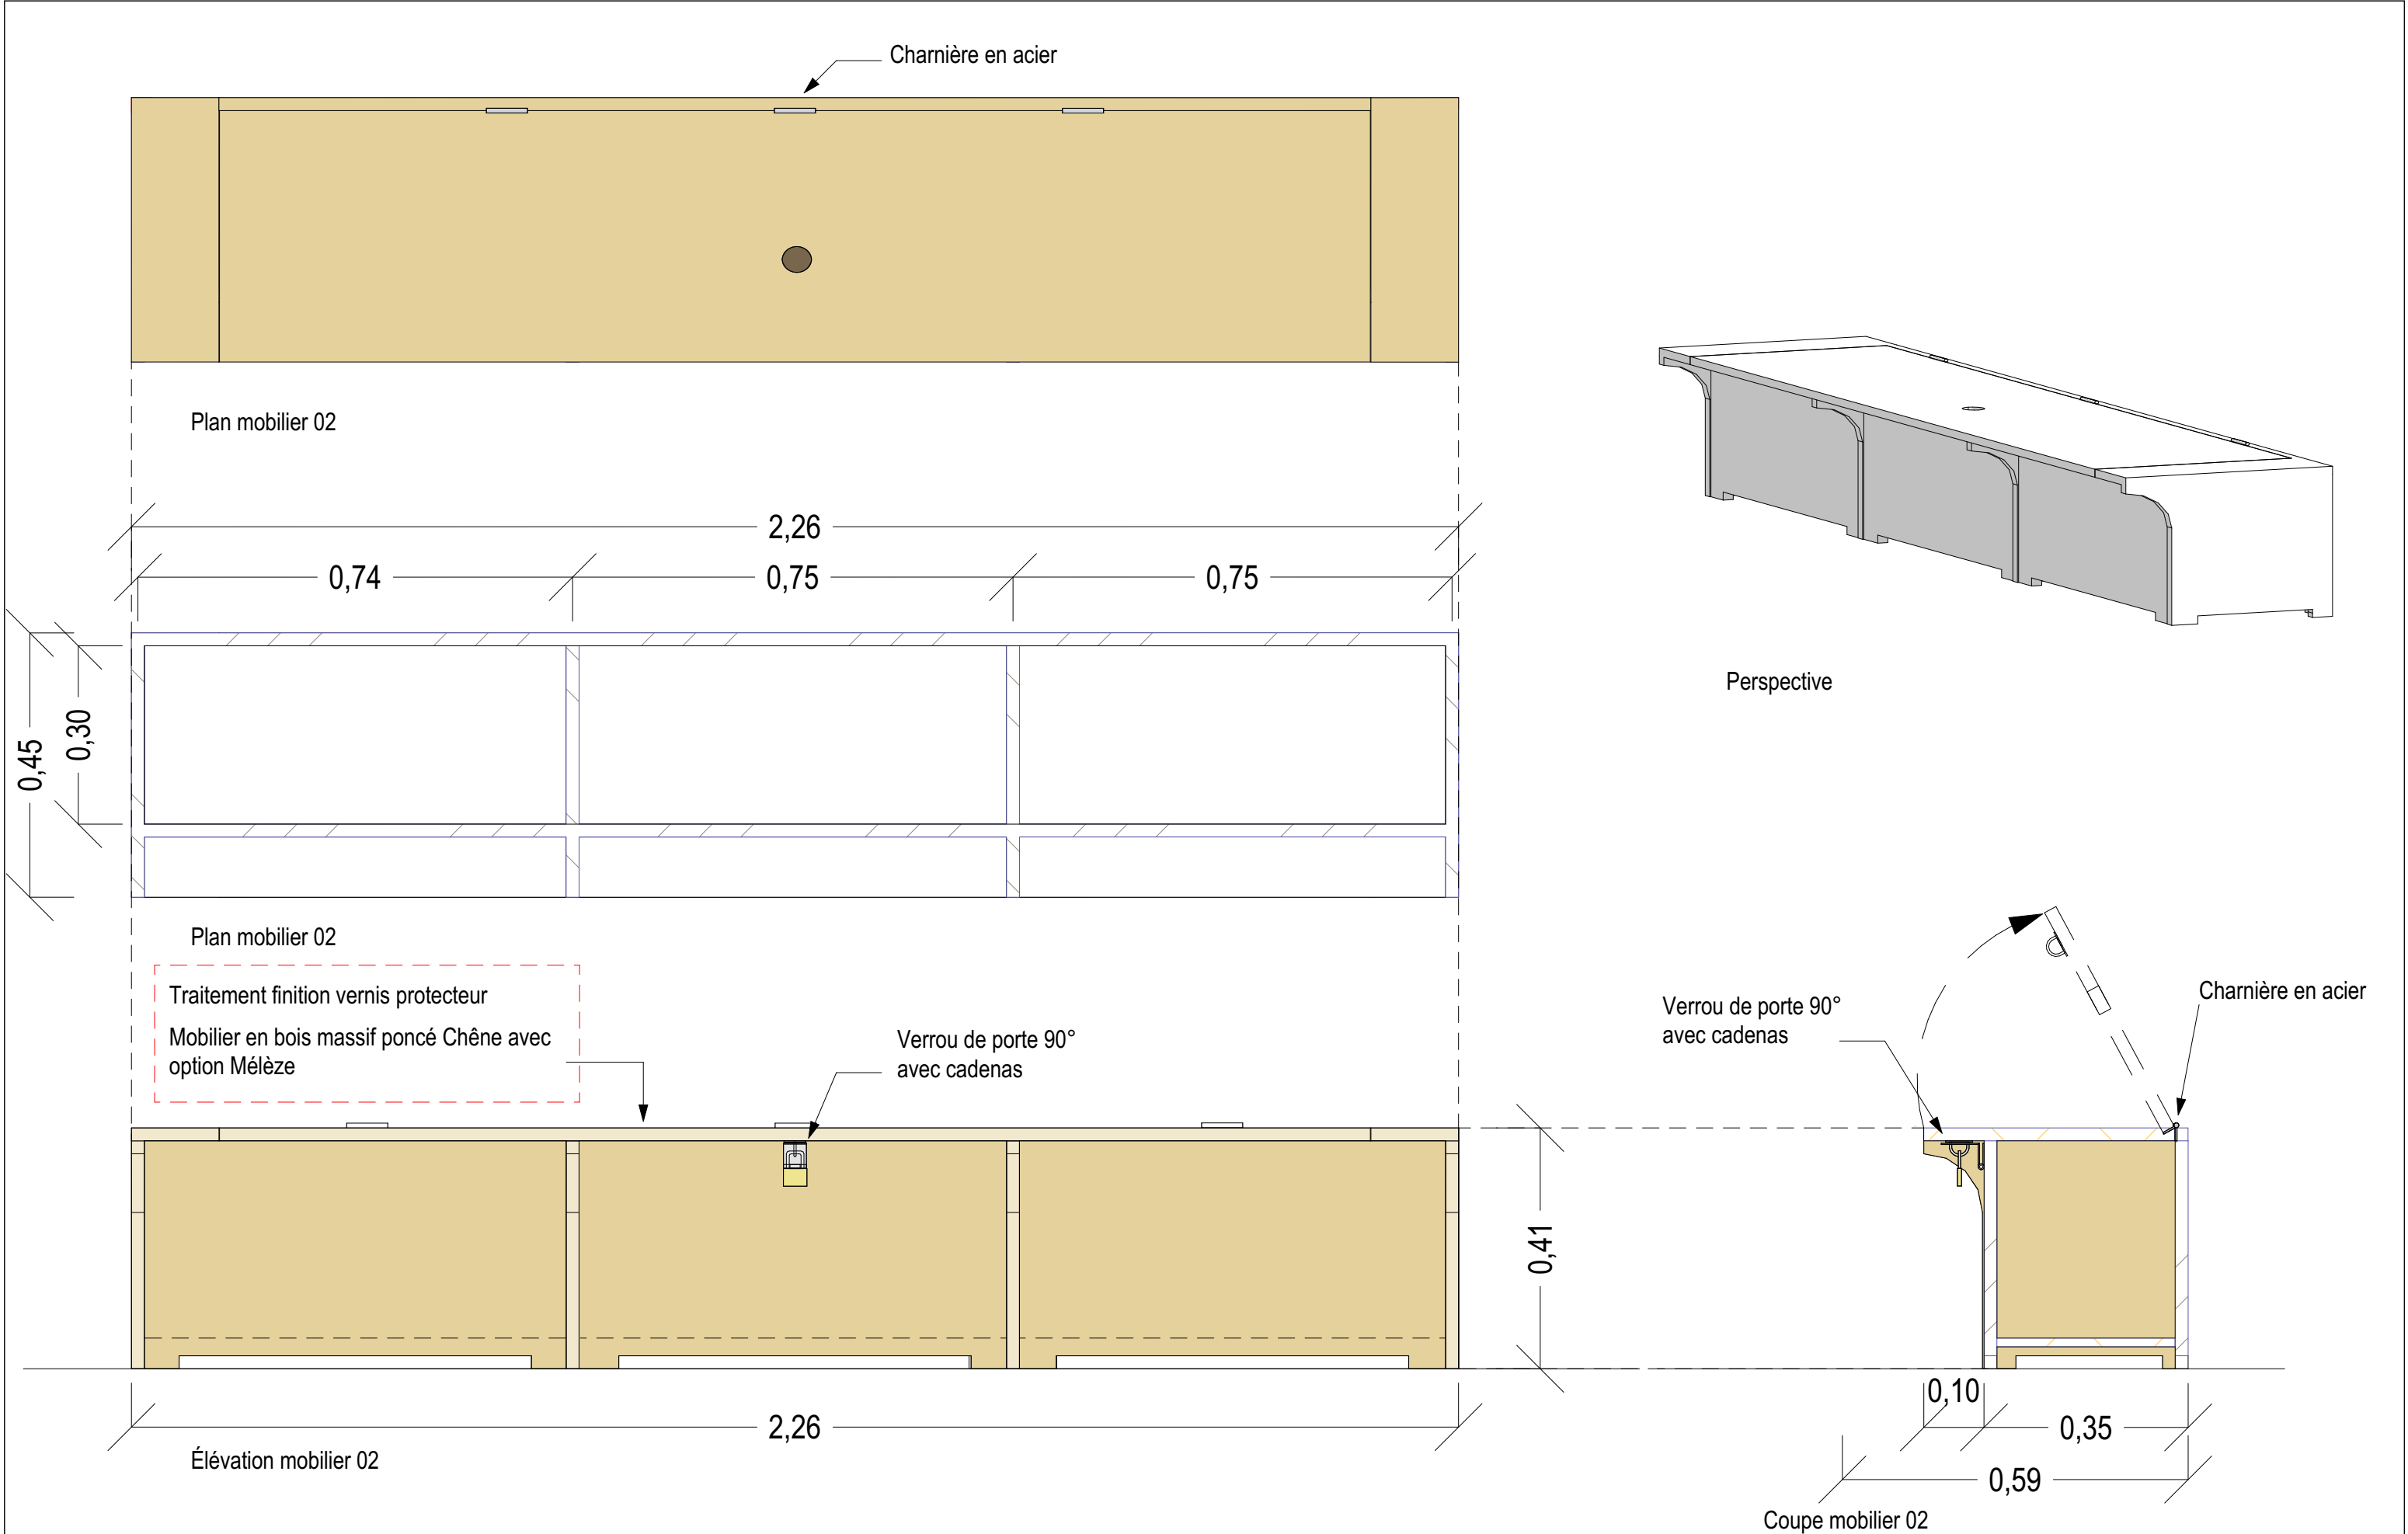 Charnière en acier
Plan mobilier 02
2,26
0,74
0,75
0,75
0,45
0,30
Perspective
Plan mobilier 02
Traitement finition vernis protecteur
Mobilier en bois massif poncé Chêne avec
option Mélèze
Verrou de porte 90°
avec cadenas
Verrou de porte 90°
avec cadenas
Charnière en acier
0,41
2,26
Élévation mobilier 02
0,10
0,35
0,59
Coupe mobilier 02